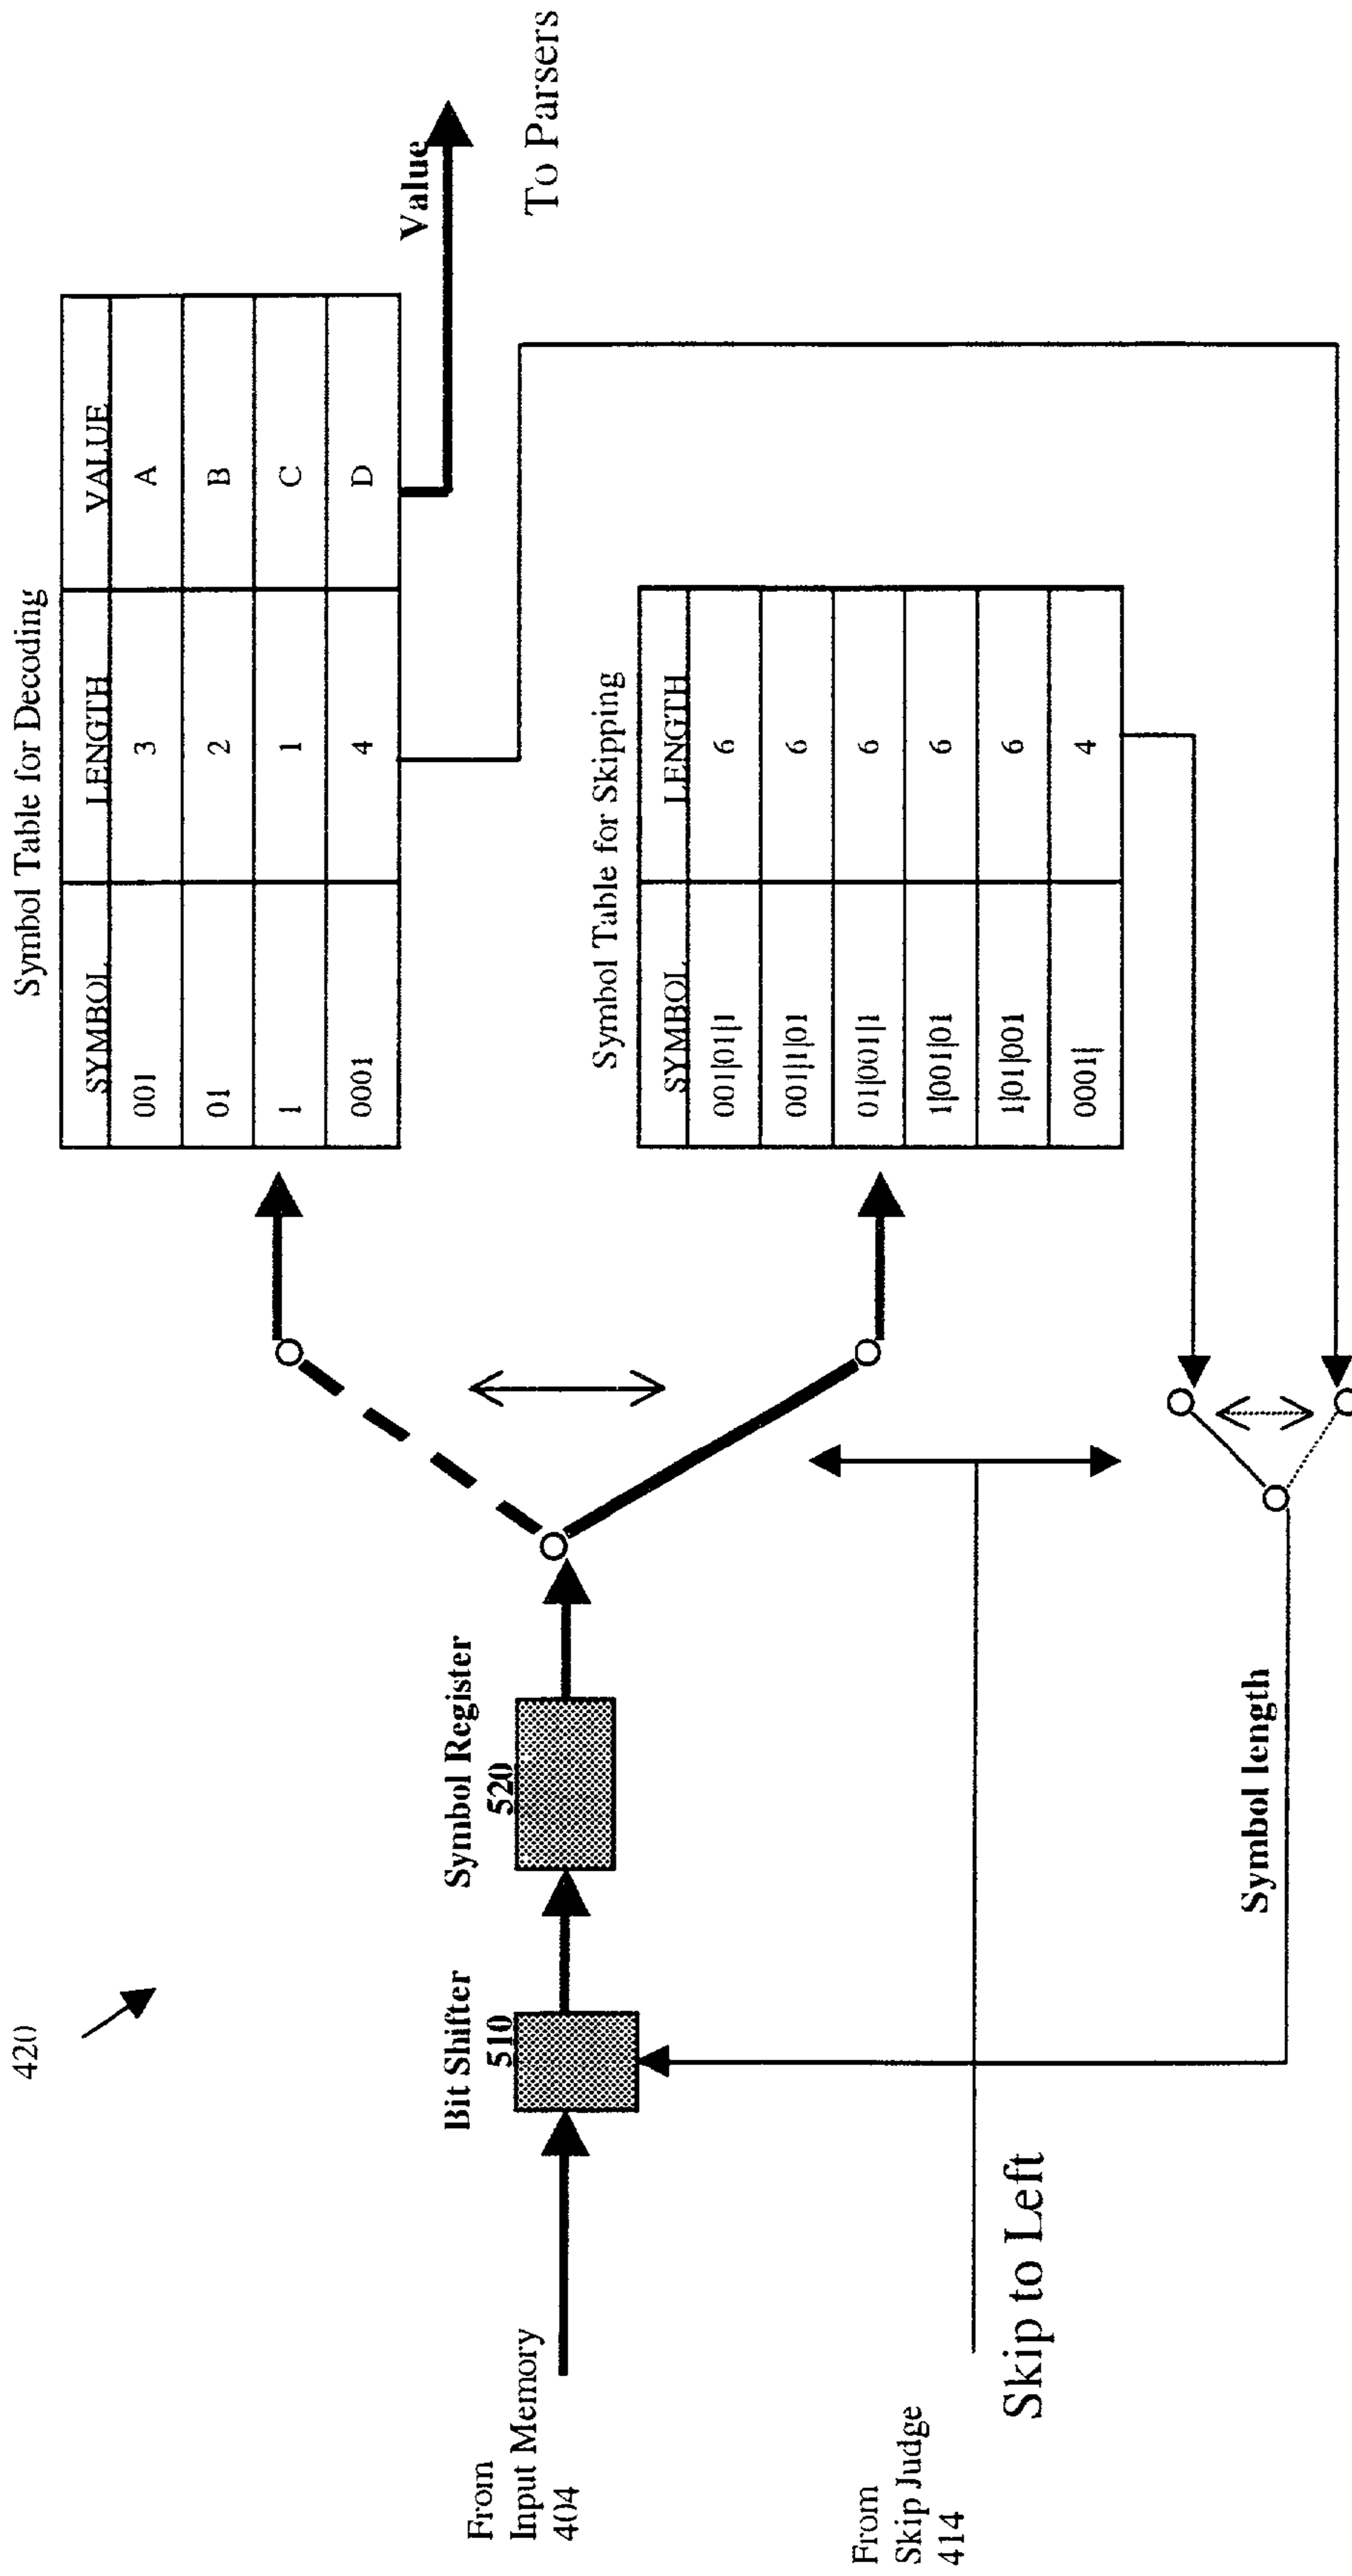 420
Symbol Table for Decoding
SYMBOL LENGTH VALUE
001 3 A
01 2 B
1 1 C
0001 4 D
Value
To Parsers
Bit Shifter
510
Symbol Register
520
From
Input Memory
404
Symbol Table for Skipping
SYMBOL LENGTH
001|01|1 6
001|1|01 6
01|001|1 6
1|001|01 6
1|01|001 6
0001| 4
From
Skip Judge
414
Skip to Left
Symbol length